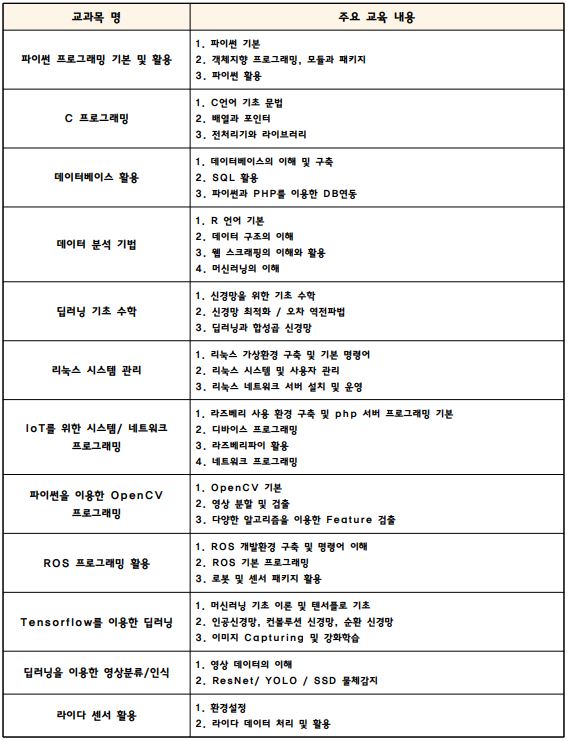 교과목 명
주요 교육 내용
파이썬 프로그래밍 기본 및 활용
1. 파이썬 기본
2. 객체지향 프로그래밍, 모듈과 패키지
3. 파이썬 활용
C 프로그래밍
1. C언어 기초 문법
2. 배열과 포인터
3. 전처리기와 라이브러리
데이터베이스 활용
1. 데이터베이스의 이해 및 구축
2. SQL 활용
3. 파이썬과 PHP를 이용한 DB연동
데이터 분석 기법
1. R 언어 기본
2. 데이터 구조의 이해
3. 웹 스크래핑의 이해와 활용
4. 머신러닝의 이해
딥러닝 기초 수학
1. 신경망을 위한 기초 수학
2. 신경망 최적화 / 오차 역전파법
3. 딥러닝과 합성곱 신경망
리눅스 시스템 관리
1. 리눅스 가상환경 구축 및 기본 명령어
2. 리눅스 시스템 및 사용자 관리
3. 리눅스 네트워크 서버 설치 및 운영
IoT를 위한 시스템/ 네트워크
프로그래밍
1. 라즈베리 사용 환경 구축 및 php 서버 프로그래밍 기본
2. 디바이스 프로그래밍
3. 라즈베리파이 활용
4. 네트워크 프로그래밍
파이썬을 이용한 OpenCV
프로그래밍
1. OpenCV 기본
2. 영상 분할 및 검출
3. 다양한 알고리즘을 이용한 Feature 검출
ROS 프로그래밍 활용
1. ROS 개발환경 구축 및 명령어 이해
2. ROS 기본 프로그래밍
3. 로봇 및 센서 패키지 활용
Tensorflow를 이용한 딥러닝
1. 머신러닝 기초 이론 및 텐서플로 기초
2. 인공신경망, 컨볼루션 신경망, 순환 신경망
3. 이미지 Capturing 및 강화학습
딥러닝을 이용한 영상분류/인식
1. 영상 데이터의 이해
2. ResNet/ YOLO / SSD 물체감지
라이다 센서 활용
1. 환경설정
2. 라이다 데이터 처리 및 활용